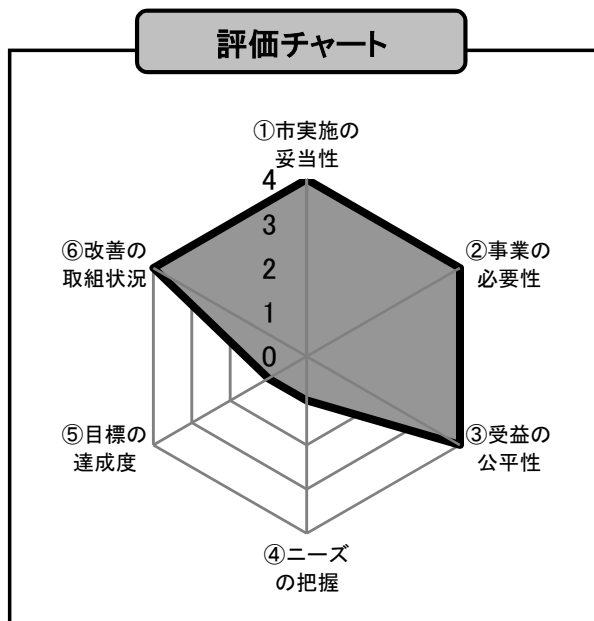 評価チャート
①市実施の
妥当性
4
3
2
1
0
②事業の
必要性
③受益の
公平性
④ニーズ
の把握
⑤目標の
達成度
⑥改善の
取組状況